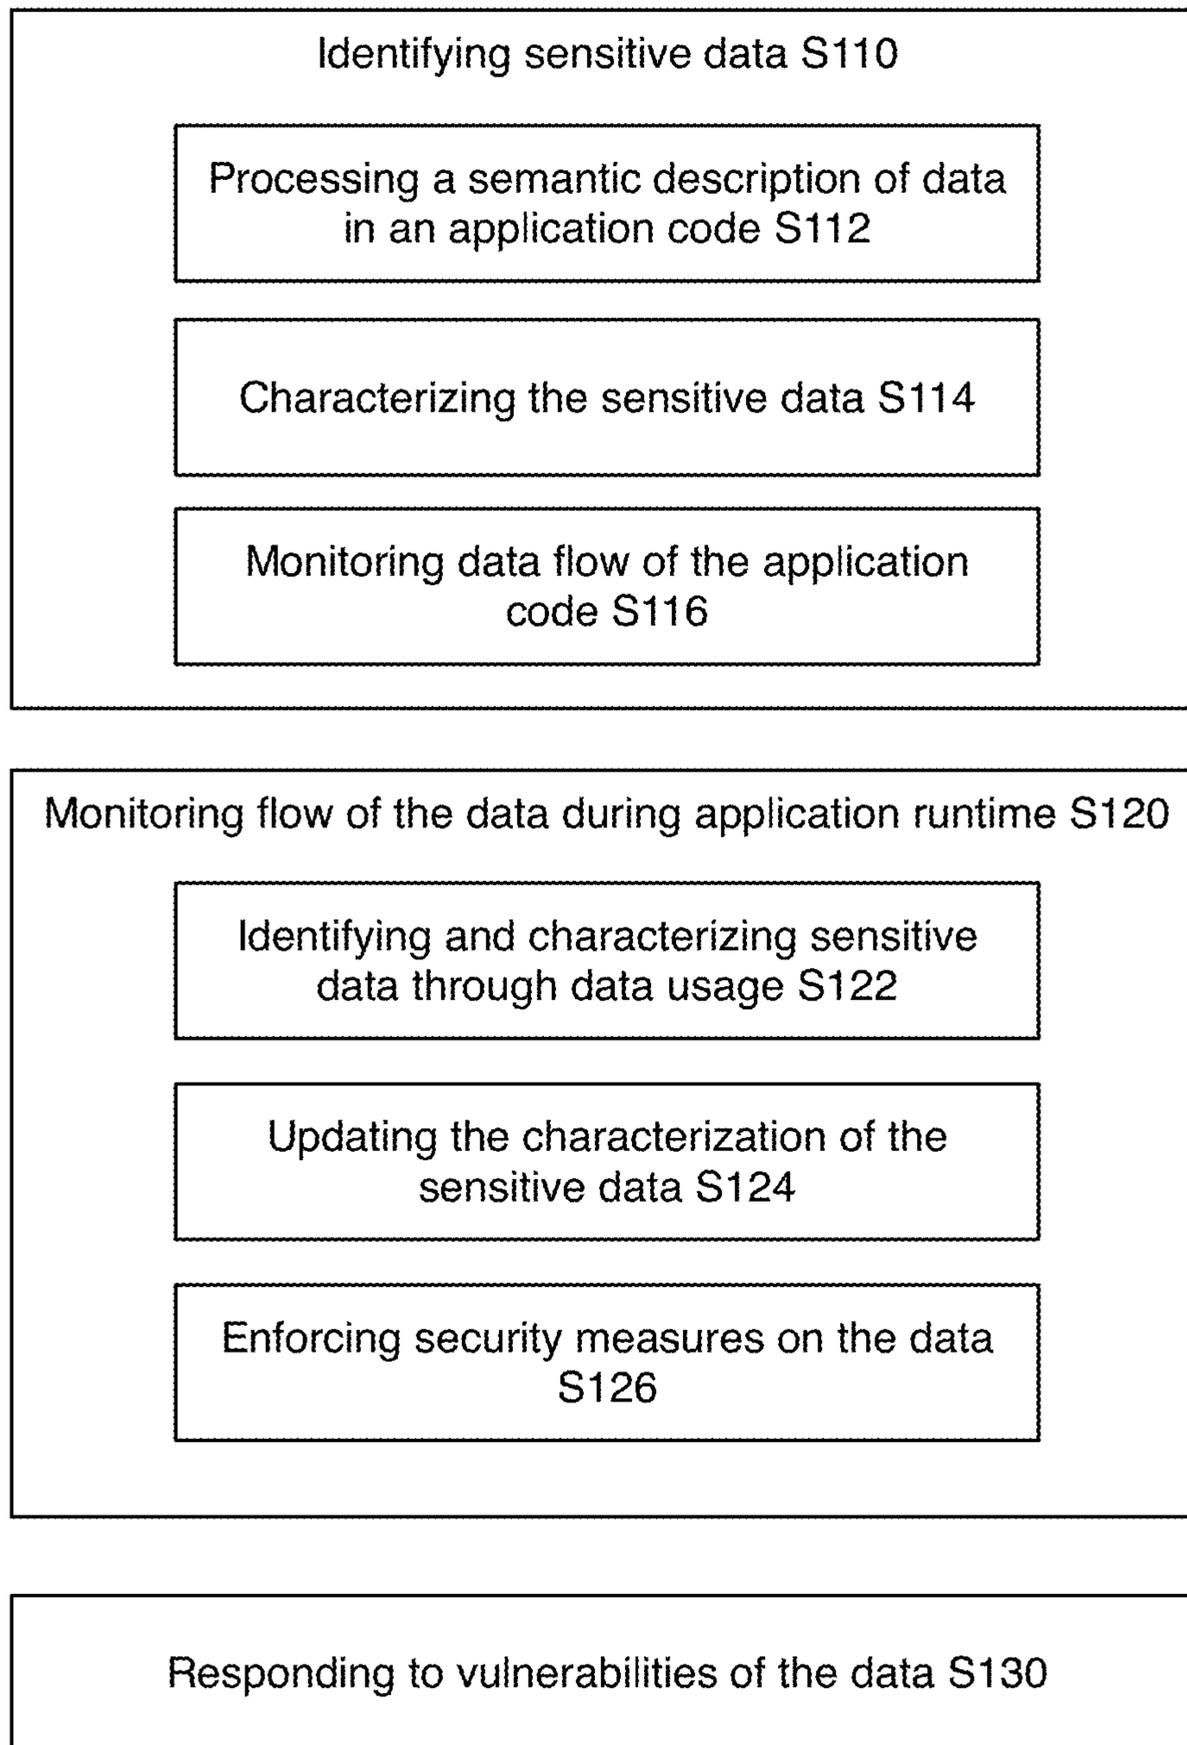 Identifying sensitive data S110
Processing a semantic description of data
in an application code S112
Characterizing the sensitive data S114
Monitoring data flow of the application
code S116
Monitoring flow of the data during application runtime S120
Identifying and characterizing sensitive
data through data usage S122
Updating the characterization of the
sensitive data S124
Enforcing security measures on the data
S126
Responding to vulnerabilities of the data S130